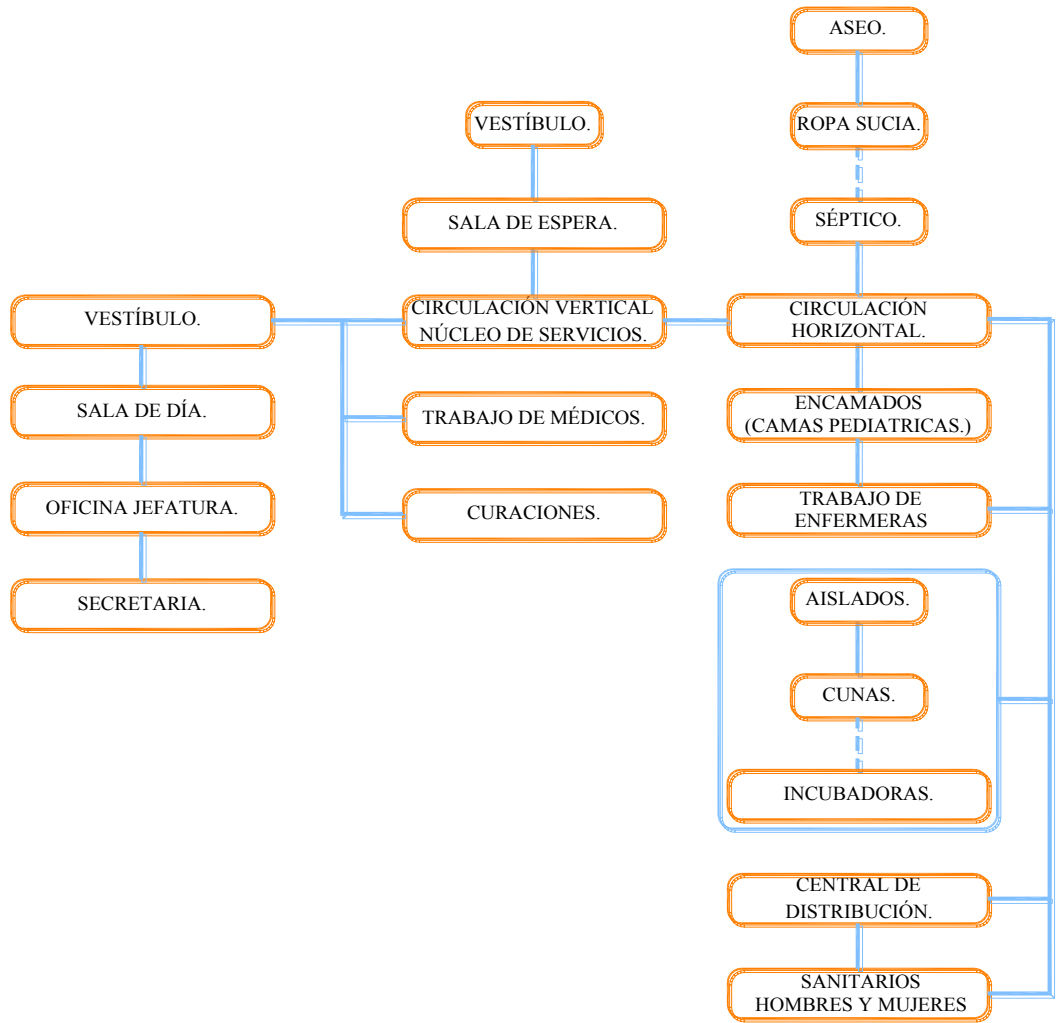 ASEO.
VESTÍBULO.
ROPA SUCIA.
SALA DE ESPERA.
SÉPTICO.
VESTÍBULO.
CIRCULACIÓN VERTICAL
NÚCLEO DE SERVICIOS.
CIRCULACIÓN
HORIZONTAL.
SALA DE DÍA.
TRABAJO DE MÉDICOS.
ENCAMADOS
(CAMAS PEDIATRICAS.)
OFICINA JEFATURA.
CURACIONES.
TRABAJO DE
ENFERMERAS
SECRETARIA.
AISLADOS.
CUNAS.
INCUBADORAS.
CENTRAL DE
DISTRIBUCIÓN.
SANITARIOS
HOMBRES Y MUJERES